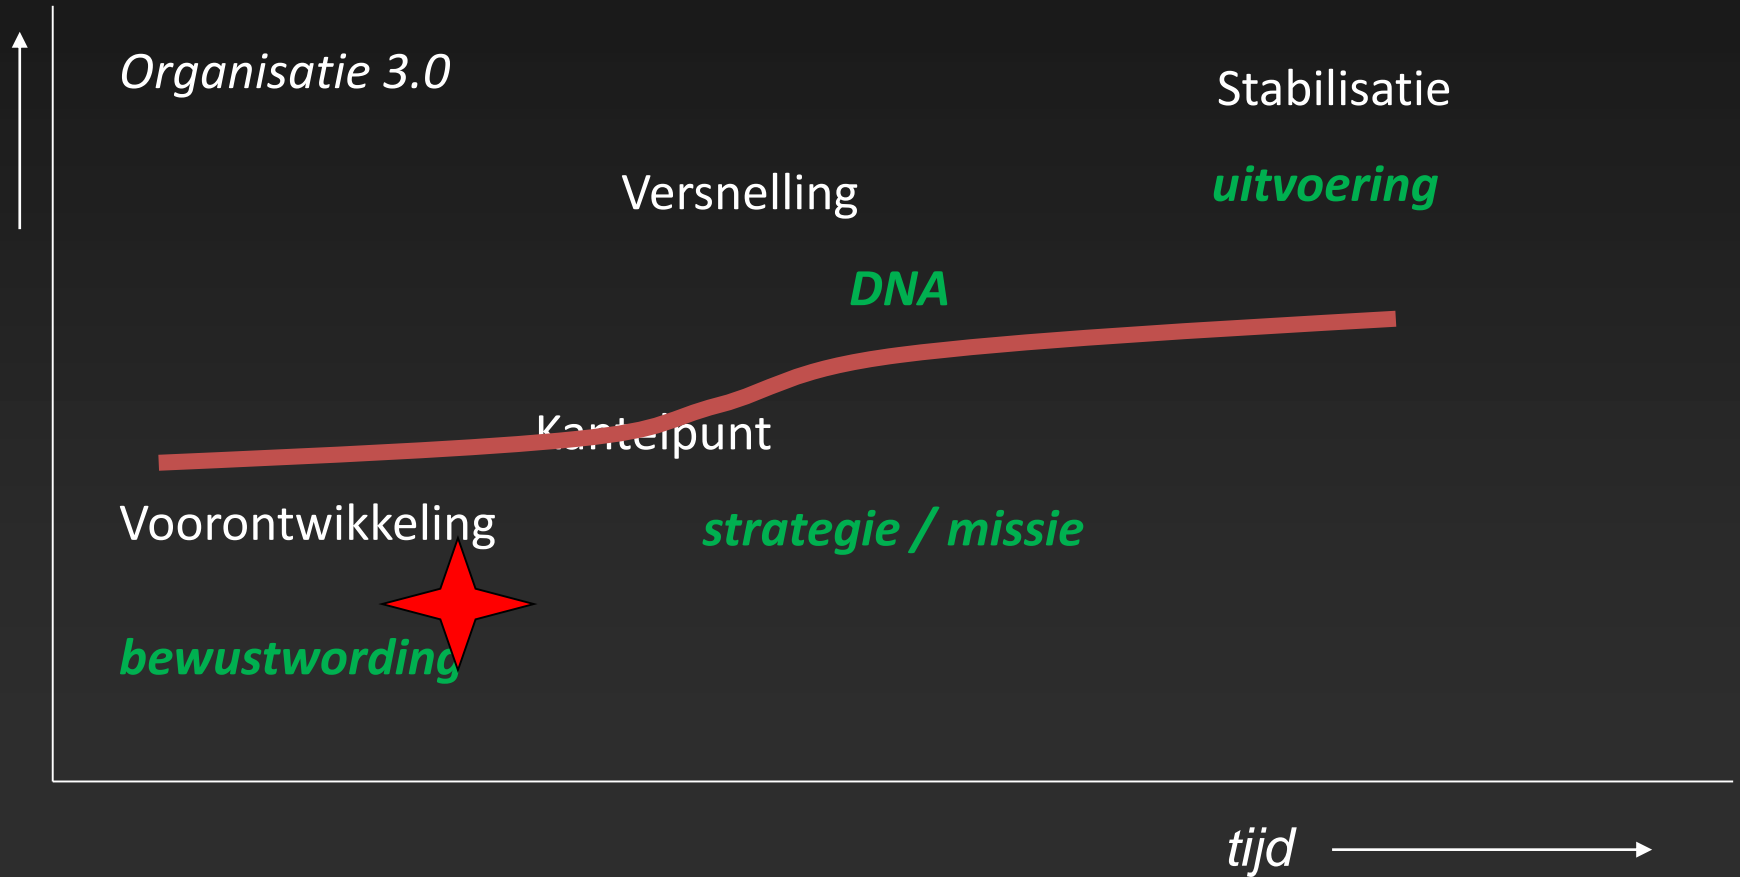 Organisatie 3.0
Stabilisatie
Versnelling
uitvoering
DNA
Kantelpunt
Voorontwikkeling
strategie / missie
bewustwording
tijd